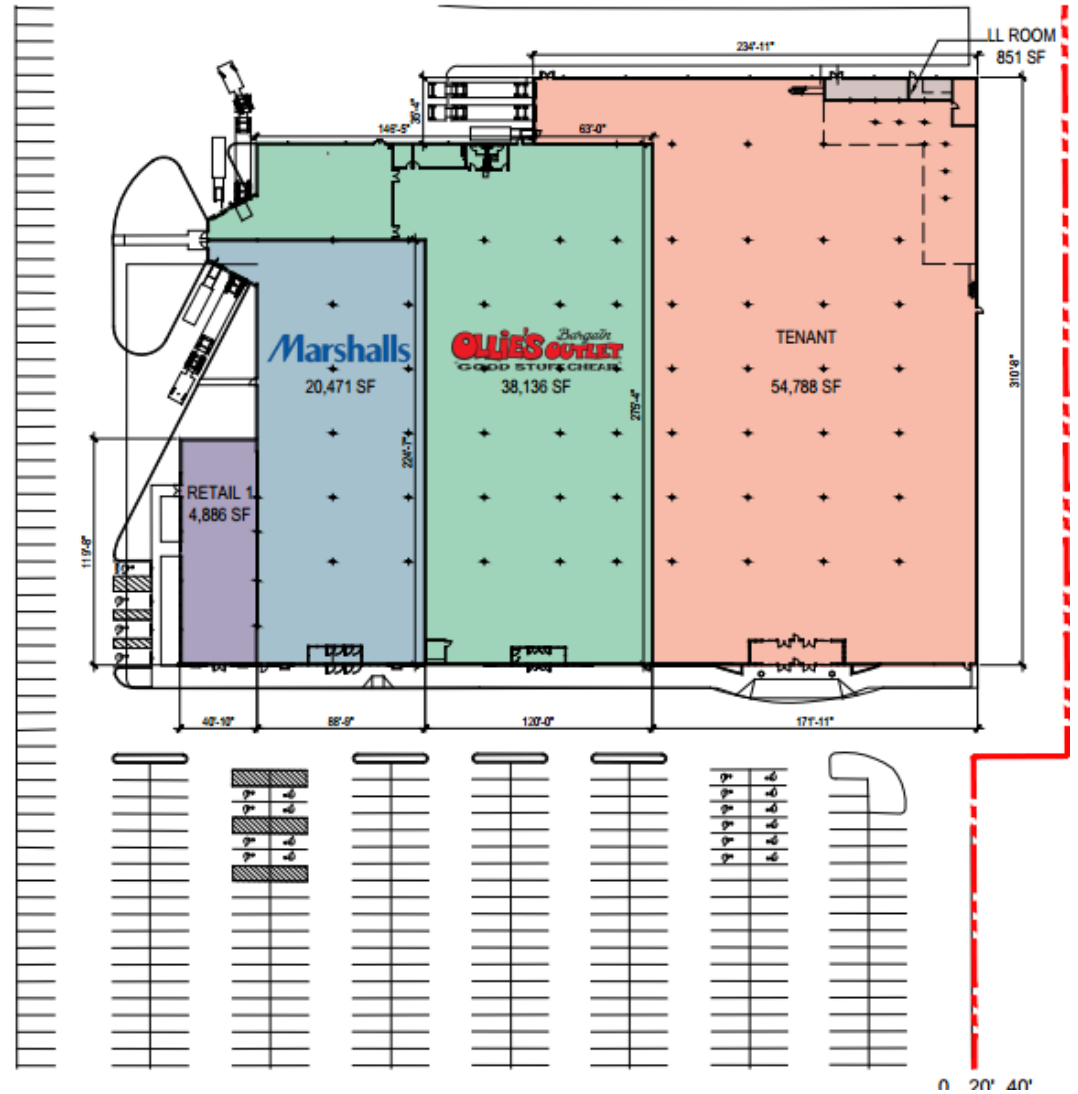 LL ROOM
851 SF
234'-11"
146'-5"
63'-0"
Marshalls
20,471 SF
OLLIE'S Bargain OUTLET
GOOD STUFF CHEAP
38,136 SF
TENANT
54,788 SF
310'-8"
275'-4"
224'-7"
RETAIL 1
4,886 SF
119'-8"
40'-10"
120'-0"
171'-11"
0 20' 40'